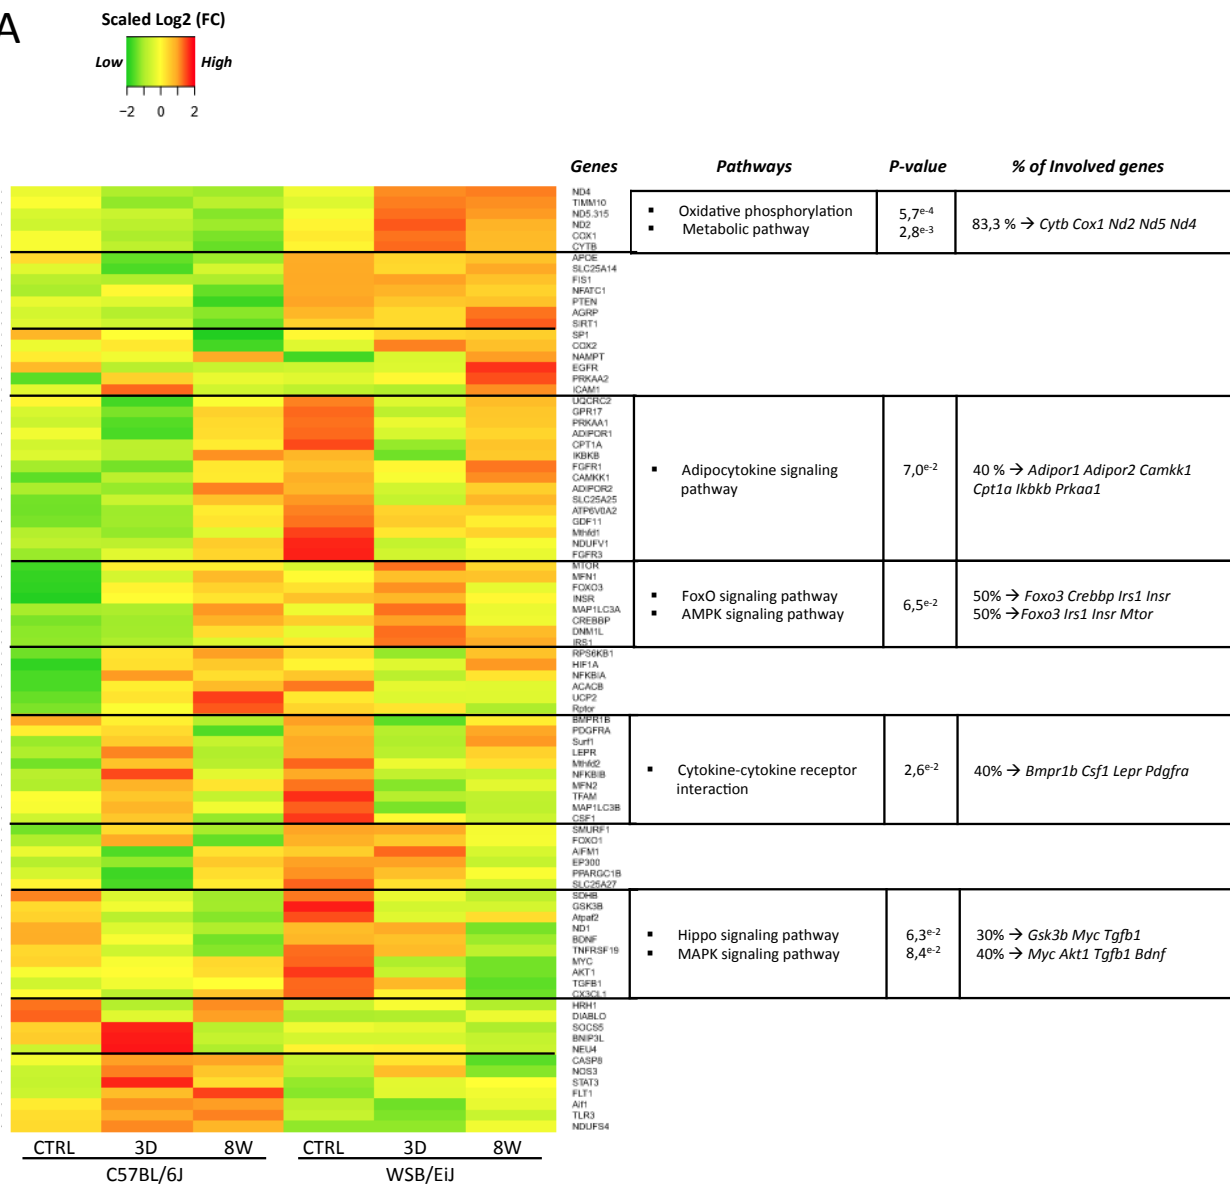 A
Scaled Log2 (FC)
Low High
−2 0 2
Genes Pathways P-value % of Involved genes
ND4
TIMM10
ND5.315
ND2
COX1
CYTB
▪ Oxidative phosphorylation 5,7e-4
▪ Metabolic pathway 2,8e-3
83,3 % → Cytb Cox1 Nd2 Nd5 Nd4
APOE
SLC25A14
FIS1
NFATC1
PTEN
AGRP
SIRT1
SP1
COX2
NAMPT
EGFR
PRKAA2
ICAM1
UQCRC2
GPR17
PRKAA1
ADIPOR1
CPT1A
IKBKB
FGFR1
CAMKK1
ADIPOR2
SLC25A25
ATP6V0A2
GDF11
Mthfd1
NDUFV1
FGFR3
▪ Adipocytokine signaling
pathway
7,0e-2
40 % → Adipor1 Adipor2 Camkk1
Cpt1a Ikbkb Prkaa1
MTOR
MFN1
FOXO3
INSR
MAP1LC3A
CREBBP
DNM1L
IRS1
▪ FoxO signaling pathway
▪ AMPK signaling pathway
6,5e-2
50% → Foxo3 Crebbp Irs1 Insr
50% →Foxo3 Irs1 Insr Mtor
RPS6KB1
HIF1A
NFKBIA
ACACB
UCP2
Rptor
BMPR1B
PDGFRA
Surf1
LEPR
Mthfd2
NFKBIB
MFN2
TFAM
MAP1LC3B
CSF1
▪ Cytokine-cytokine receptor
interaction
2,6e-2
40% → Bmpr1b Csf1 Lepr Pdgfra
SMURF1
FOXO1
AIFM1
EP300
PPARGC1B
SLC25A27
SDHB
GSK3B
Atpaf2
ND1
BDNF
TNFRSF19
MYC
AKT1
TGFB1
CX3CL1
▪ Hippo signaling pathway 6,3e-2 30% → Gsk3b Myc Tgfb1
▪ MAPK signaling pathway 8,4e-2 40% → Myc Akt1 Tgfb1 Bdnf
HRH1
DIABLO
SOCS5
BNIP3L
NEU4
CASP8
NOS3
STAT3
FLT1
Aif1
TLR3
NDUFS4
CTRL 3D 8W CTRL 3D 8W
C57BL/6J WSB/EiJ